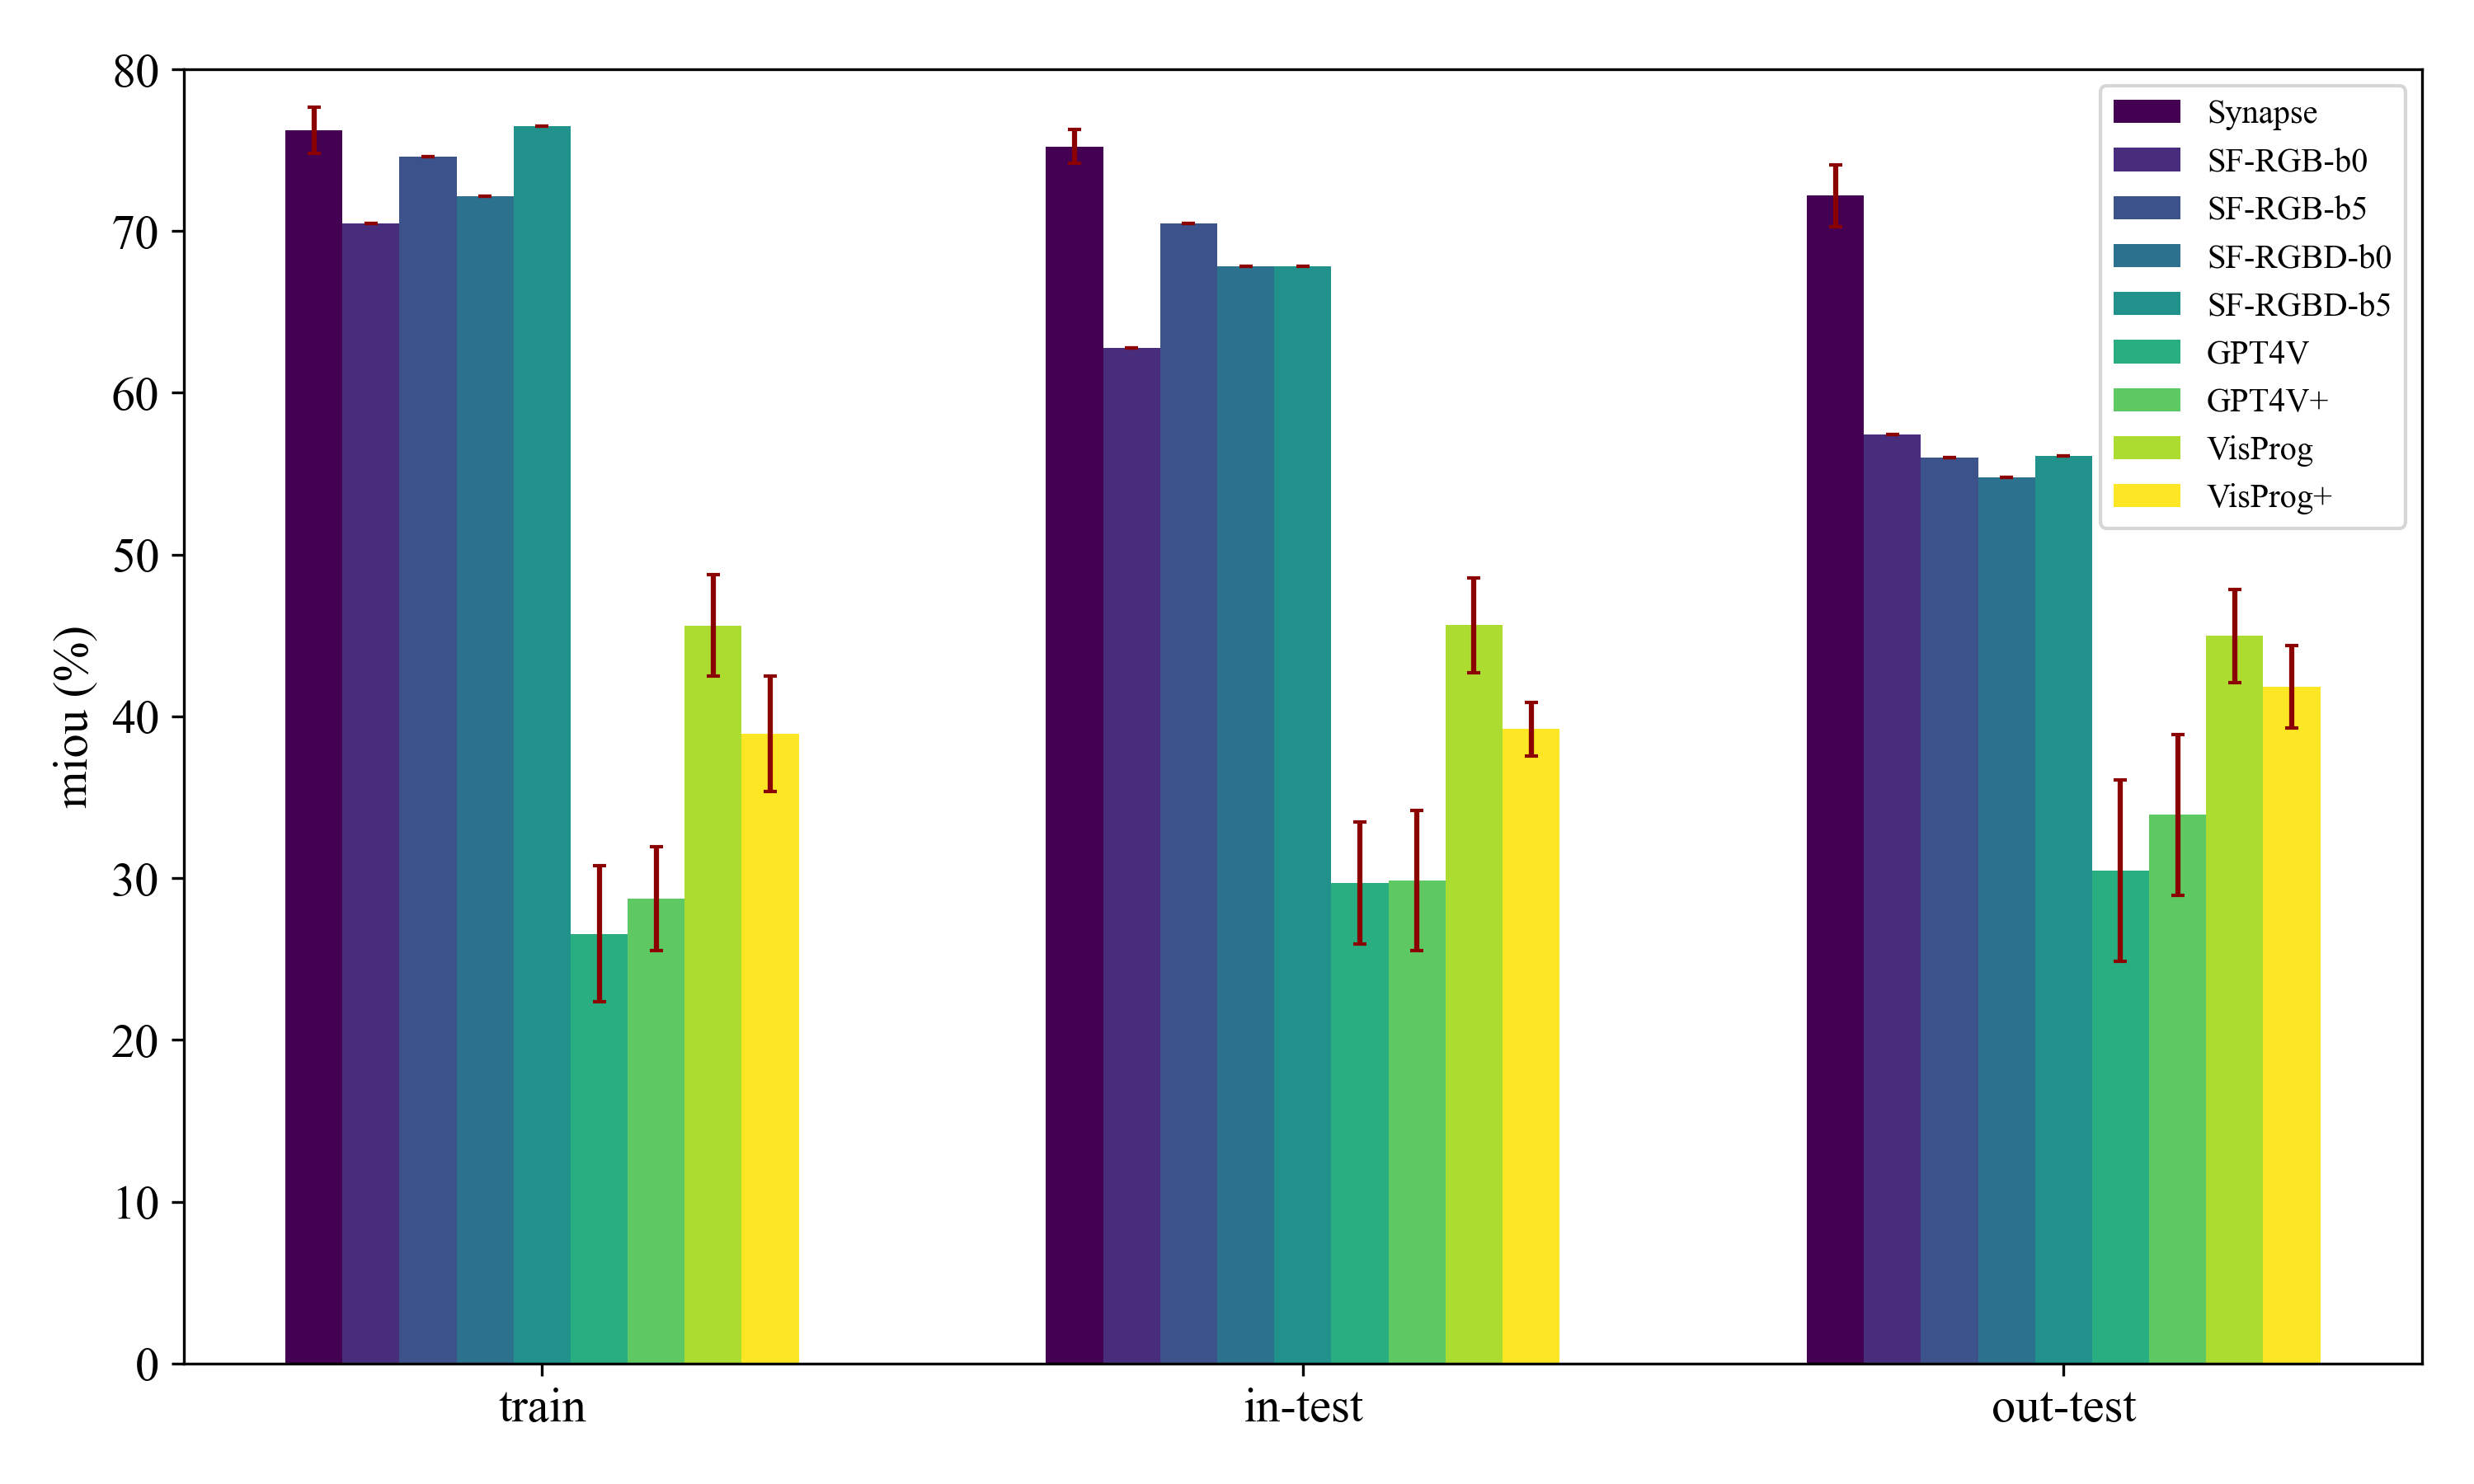 miou (%)
80
70
60
50
40
30
20
10
0
train
in-test
out-test
Synapse
SF-RGB-b0
SF-RGB-b5
SF-RGBD-b0
SF-RGBD-b5
GPT4V
GPT4V+
VisProg
VisProg+